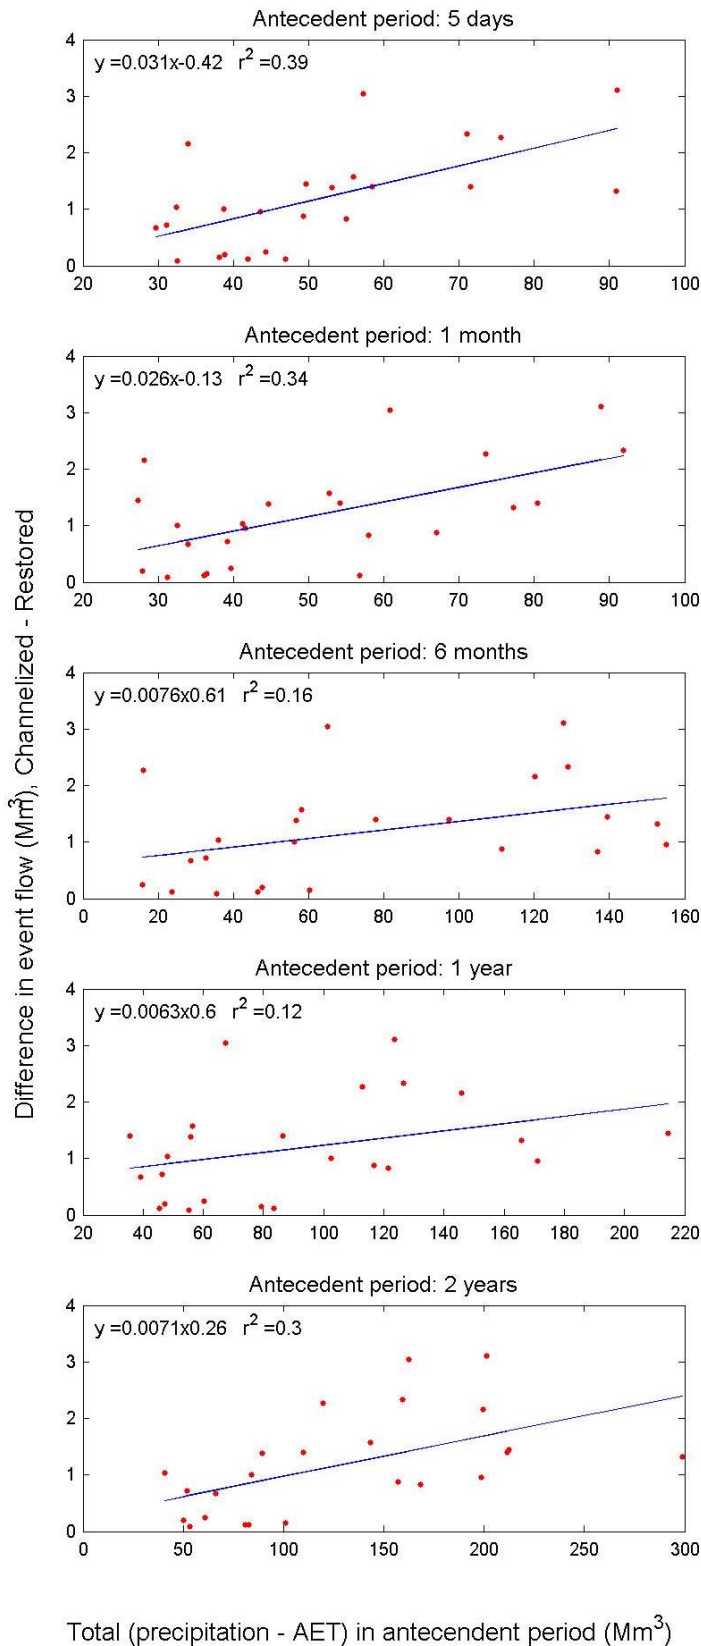 Antecedent period: 5 days
y =0.031x-0.42 r² =0.39
4
3
2
1
0
20 30 40 50 60 70 80 90 100
Antecedent period: 1 month
y =0.026x-0.13 r² =0.34
4
3
2
1
0
20 30 40 50 60 70 80 90 100
Antecedent period: 6 months
y =0.0076x0.61 r² =0.16
4
3
2
1
0
0 20 40 60 80 100 120 140 160
Antecedent period: 1 year
y =0.0063x0.6 r² =0.12
4
3
2
1
0
20 40 60 80 100 120 140 160 180 200 220
Antecedent period: 2 years
y =0.0071x0.26 r² =0.3
4
3
2
1
0
0 50 100 150 200 250 300
Difference in event flow (Mm³), Channelized - Restored
Total (precipitation - AET) in antecendent period (Mm³)